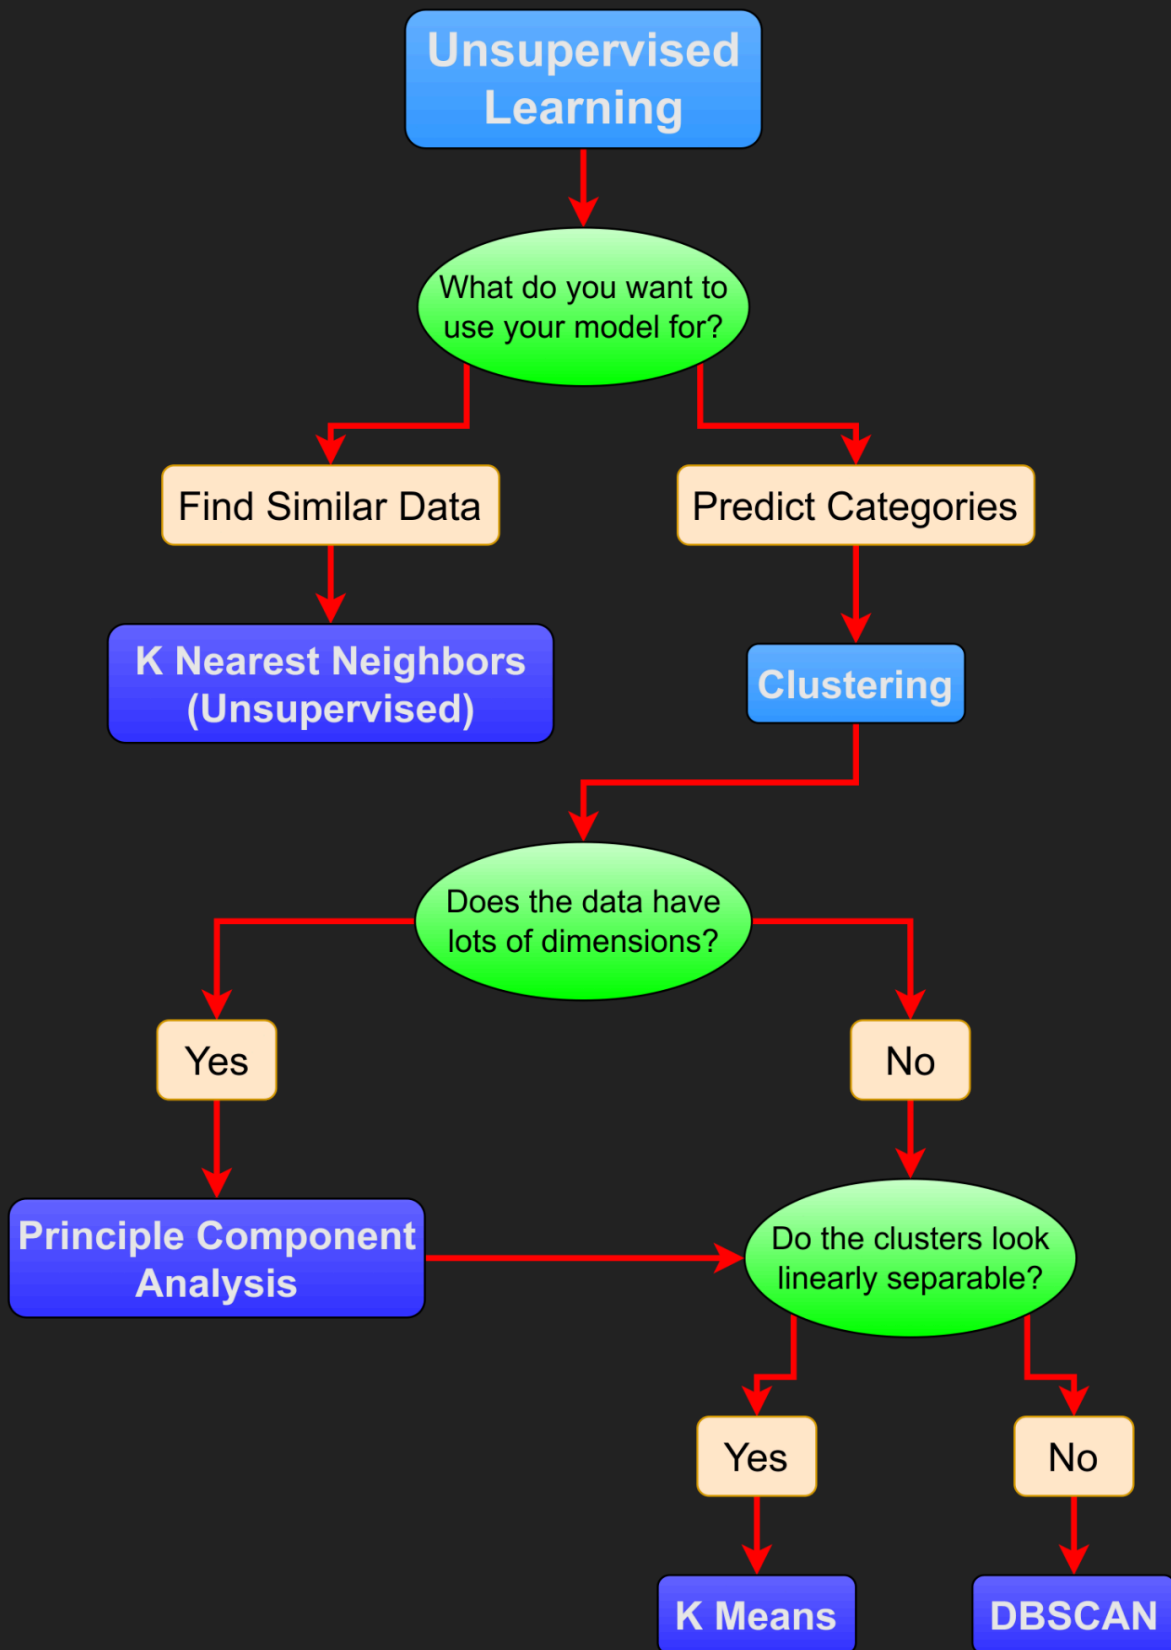 Unsupervised
Learning
What do you want to
use your model for?
Find Similar Data
Predict Categories
K Nearest Neighbors
(Unsupervised)
Clustering
Does the data have
lots of dimensions?
Yes
No
Principle Component
Analysis
Do the clusters look
linearly separable?
Yes
No
K Means
DBSCAN